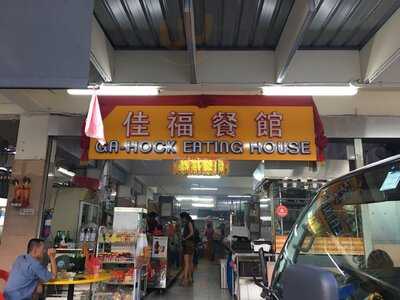 佳福餐館
GA HOCK EATING HOUSE